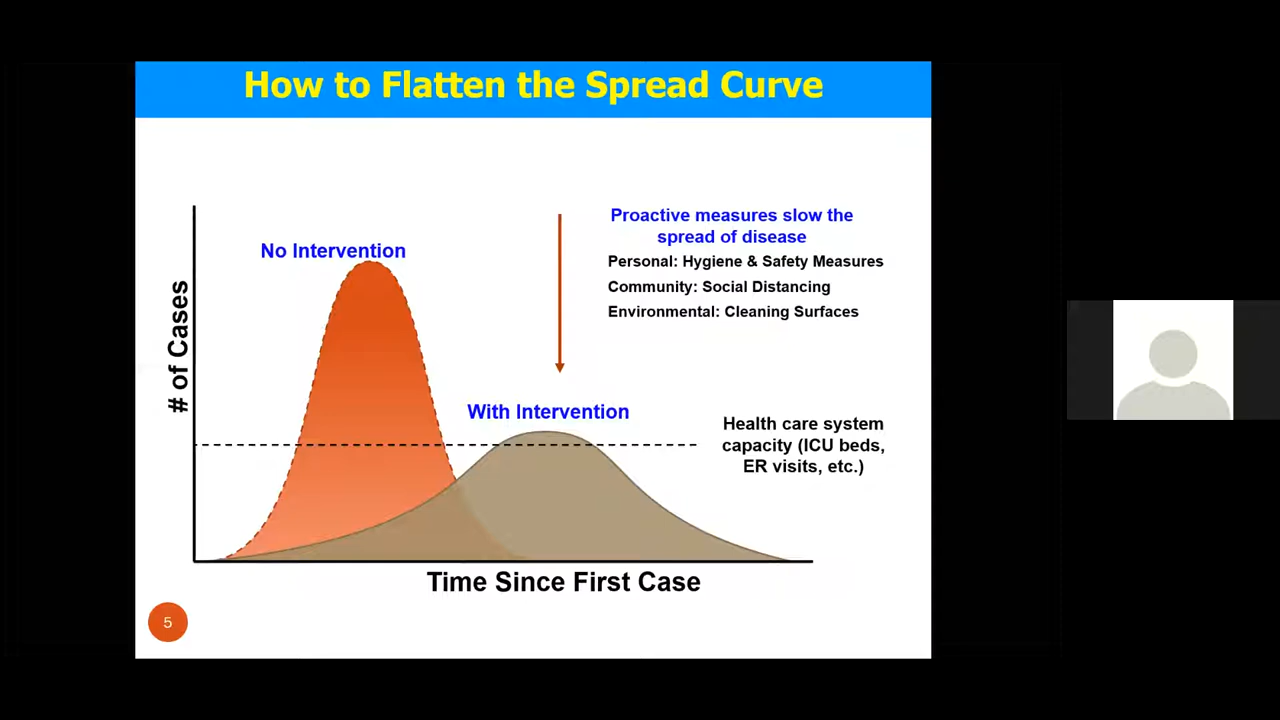 How to Flatten the Spread Curve
Proactive measures slow the
spread of disease
No Intervention
Personal: Hygiene & Safety Measures
Community: Social Distancing
Environmental: Cleaning Surfaces
# of Cases
With Intervention
Health care system
capacity (ICU beds,
ER visits, etc.)
Time Since First Case
5